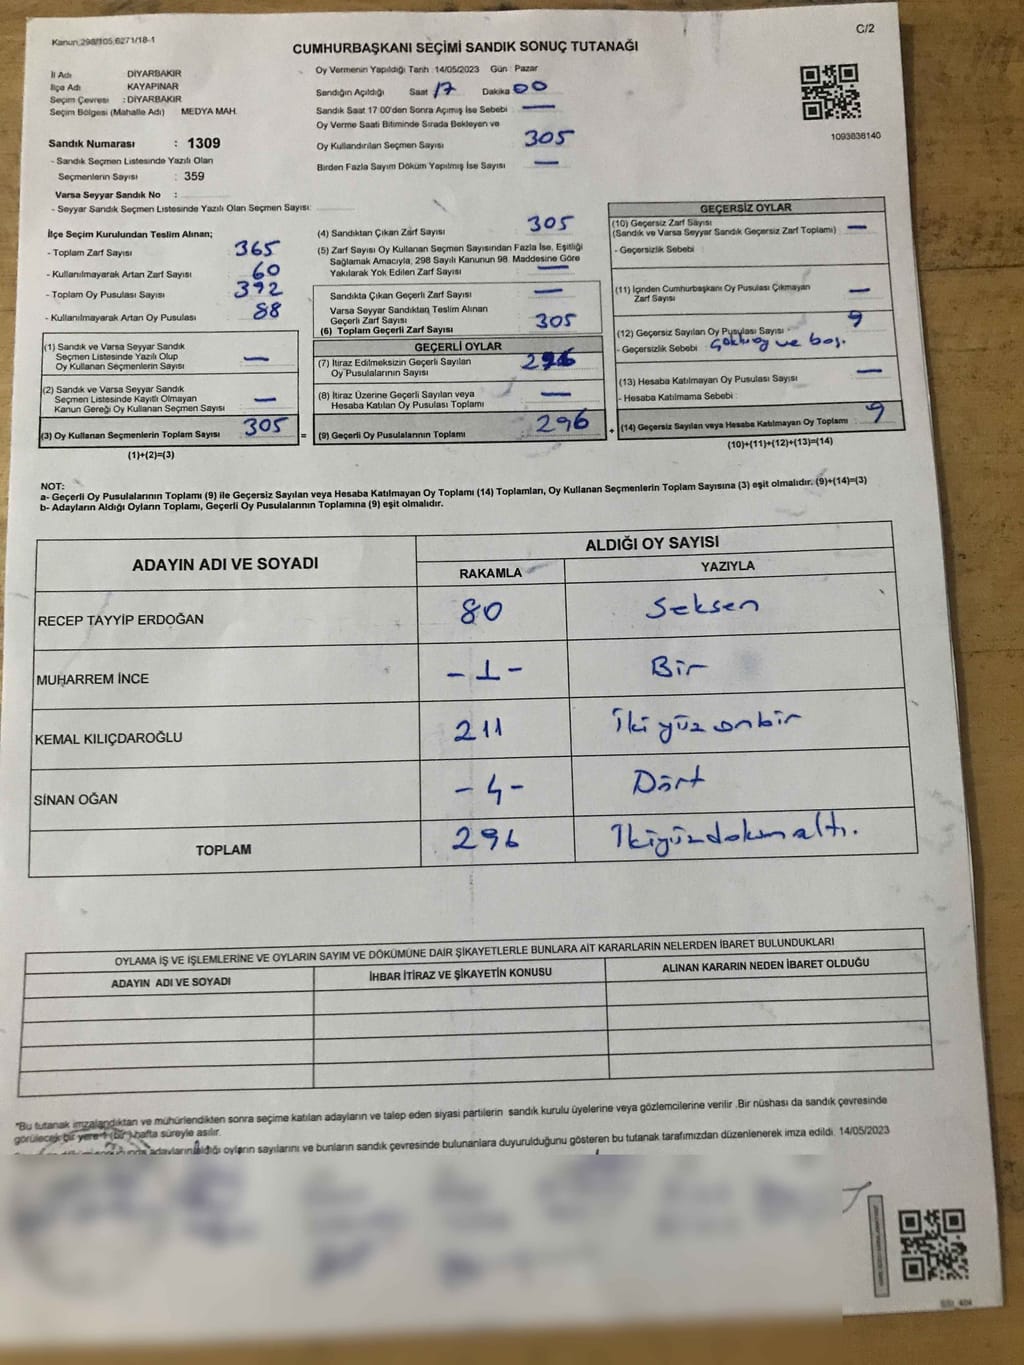 Kanun:298/105,6271/18-1
C/2
CUMHURBAŞKANI SEÇİMİ SANDIK SONUÇ TUTANAĞI
İl Adı DİYARBAKIR
İlçe Adı KAYAPINAR
Seçim Çevresi : DİYARBAKIR
Seçim Bölgesi (Mahalle Adı) MEDYA MAH.
Sandık Numarası : 1309
- Sandık Seçmen Listesinde Yazılı Olan
Seçmenlerin Sayısı : 359
Varsa Seyyar Sandık No :
- Seyyar Sandık Seçmen Listesinde Yazılı Olan Seçmen Sayısı:
Oy Vermenin Yapıldığı Tarih :14/05/2023 Gün : Pazar
Sandığın Açıldığı Saat 17 Dakika 00
Sandık Saat 17:00'den Sonra Açımış İse Sebebi —
Oy Verme Saati Bitiminde Sırada Bekleyen ve
Oy Kullandırılan Seçmen Sayısı 305
Birden Fazla Sayım Döküm Yapılmış İse Sayısı —
1093836140
İlçe Seçim Kurulundan Teslim Alınan;
- Toplam Zarf Sayısı 365
- Kullanılmayarak Artan Zarf Sayısı 60
- Toplam Oy Pusulası Sayısı 392
- Kullanılmayarak Artan Oy Pusulası 88
(1) Sandık ve Varsa Seyyar Sandık
Seçmen Listesinde Yazılı Olup
Oy Kullanan Seçmenlerin Sayısı —
(2) Sandık ve Varsa Seyyar Sandık
Seçmen Listesinde Kayıtlı Olmayan
Kanun Gereği Oy Kullanan Seçmen Sayısı —
(3) Oy Kullanan Seçmenlerin Toplam Sayısı 305
(1)+(2)=(3)
=
(4) Sandıktan Çıkan Zarf Sayısı 305
(5) Zarf Sayısı Oy Kullanan Seçmen Sayısından Fazla İse, Eşitliği
Sağlamak Amacıyla, 298 Sayılı Kanunun 98. Maddesine Göre
Yakılarak Yok Edilen Zarf Sayısı —
Sandıkta Çıkan Geçerli Zarf Sayısı —
Varsa Seyyar Sandıktan Teslim Alınan
Geçerli Zarf Sayısı 305
(6) Toplam Geçerli Zarf Sayısı
GEÇERLİ OYLAR
(7) İtiraz Edilmeksizin Geçerli Sayılan
Oy Pusulalarının Sayısı 296
(8) İtiraz Üzerine Geçerli Sayılan veya
Hesaba Katılan Oy Pusulası Toplamı —
(9) Geçerli Oy Pusulalarının Toplamı 296
+
GEÇERSİZ OYLAR
(10) Geçersiz Zarf Sayısı
(Sandık ve Varsa Seyyar Sandık Geçersiz Zarf Toplamı) —
- Geçersizlik Sebebi
(11) İçinden Cumhurbaşkanı Oy Pusulası Çıkmayan
Zarf Sayısı —
(12) Geçersiz Sayılan Oy Pusulası Sayısı 9
- Geçersizlik Sebebi ve boş.
(13) Hesaba Katılmayan Oy Pusulası Sayısı —
- Hesaba Katılmama Sebebi :
(14) Geçersiz Sayılan veya Hesaba Katılmayan Oy Toplamı 9
(10)+(11)+(12)+(13)=(14)
NOT:
a- Geçerli Oy Pusulalarının Toplamı (9) ile Geçersiz Sayılan veya Hesaba Katılmayan Oy Toplamı (14) Toplamları, Oy Kullanan Seçmenlerin Toplam Sayısına (3) eşit olmalıdır. (9)+(14)=(3)
b- Adayların Aldığı Oyların Toplamı, Geçerli Oy Pusulalarının Toplamına (9) eşit olmalıdır.
ADAYIN ADI VE SOYADI
ALDIĞI OY SAYISI
RAKAMLA YAZIYLA
RECEP TAYYİP ERDOĞAN 80 Seksen
MUHARREM İNCE -1- Bir
KEMAL KILIÇDAROĞLU 211 İki yüz onbir
SİNAN OĞAN -4- Dört
TOPLAM 296 İkiyüzdoksnaltı.
OYLAMA İŞ VE İŞLEMLERİNE VE OYLARIN SAYIM VE DÖKÜMÜNE DAİR ŞİKAYETLERLE BUNLARA AİT KARARLARIN NELERDEN İBARET BULUNDUKLARI
ADAYIN ADI VE SOYADI İHBAR İTİRAZ VE ŞİKAYETİN KONUSU ALINAN KARARIN NEDEN İBARET OLDUĞU
*Bu tutanak imzalandıktan ve mühürlendikten sonra seçime katılan adayların ve talep eden siyasi partilerin sandık kurulu üyelerine veya gözlemcilerine verilir .Bir nüshası da sandık çevresinde
görülecek bir yere 1 (bir) hafta süreyle asılır.
adayların aldığı oyların sayılarını ve bunların sandık çevresinde bulunanlara duyurulduğunu gösteren bu tutanak tarafımızdan düzenlenerek imza edildi. 14/05/2023